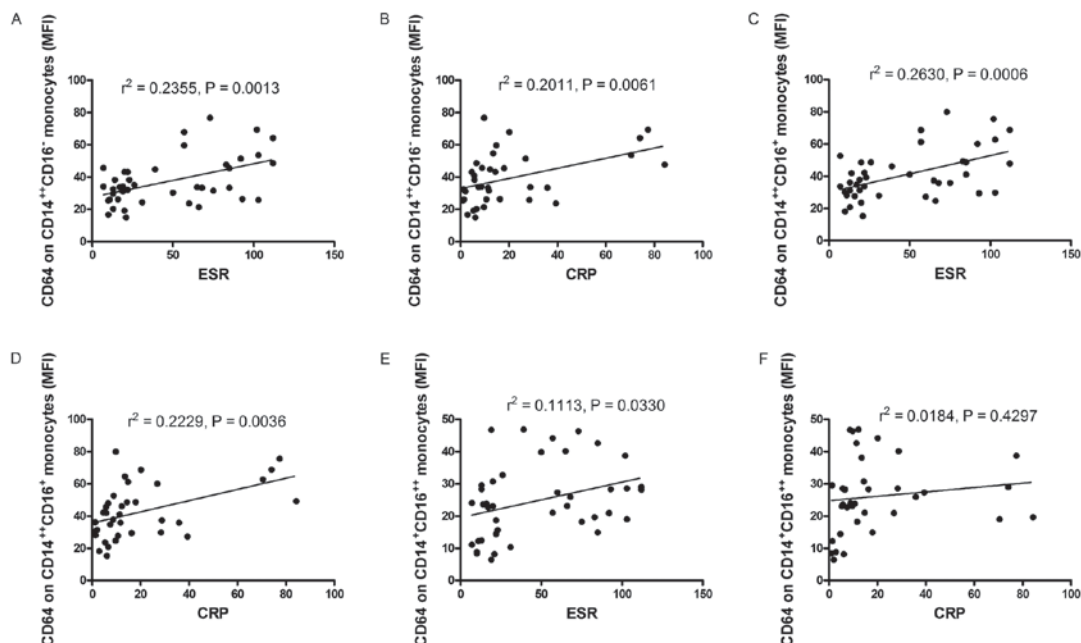 A
r² = 0.2355, P = 0.0013
CD64 on CD14⁺⁺CD16⁻ monocytes (MFI)
100
80
60
40
20
0
0 50 100 150
ESR
B
r² = 0.2011, P = 0.0061
CD64 on CD14⁺⁺CD16⁻ monocytes (MFI)
100
80
60
40
20
0
0 20 40 60 80 100
CRP
C
r² = 0.2630, P = 0.0006
CD64 on CD14⁺⁺CD16⁺ monocytes (MFI)
100
80
60
40
20
0
0 50 100 150
ESR
D
r² = 0.2229, P = 0.0036
CD64 on CD14⁺⁺CD16⁺ monocytes (MFI)
100
80
60
40
20
0
0 20 40 60 80 100
CRP
E
r² = 0.1113, P = 0.0330
CD64 on CD14⁺CD16⁺⁺ monocytes (MFI)
50
40
30
20
10
0
0 50 100 150
ESR
F
r² = 0.0184, P = 0.4297
CD64 on CD14⁺CD16⁺⁺ monocytes (MFI)
50
40
30
20
10
0
0 20 40 60 80 100
CRP